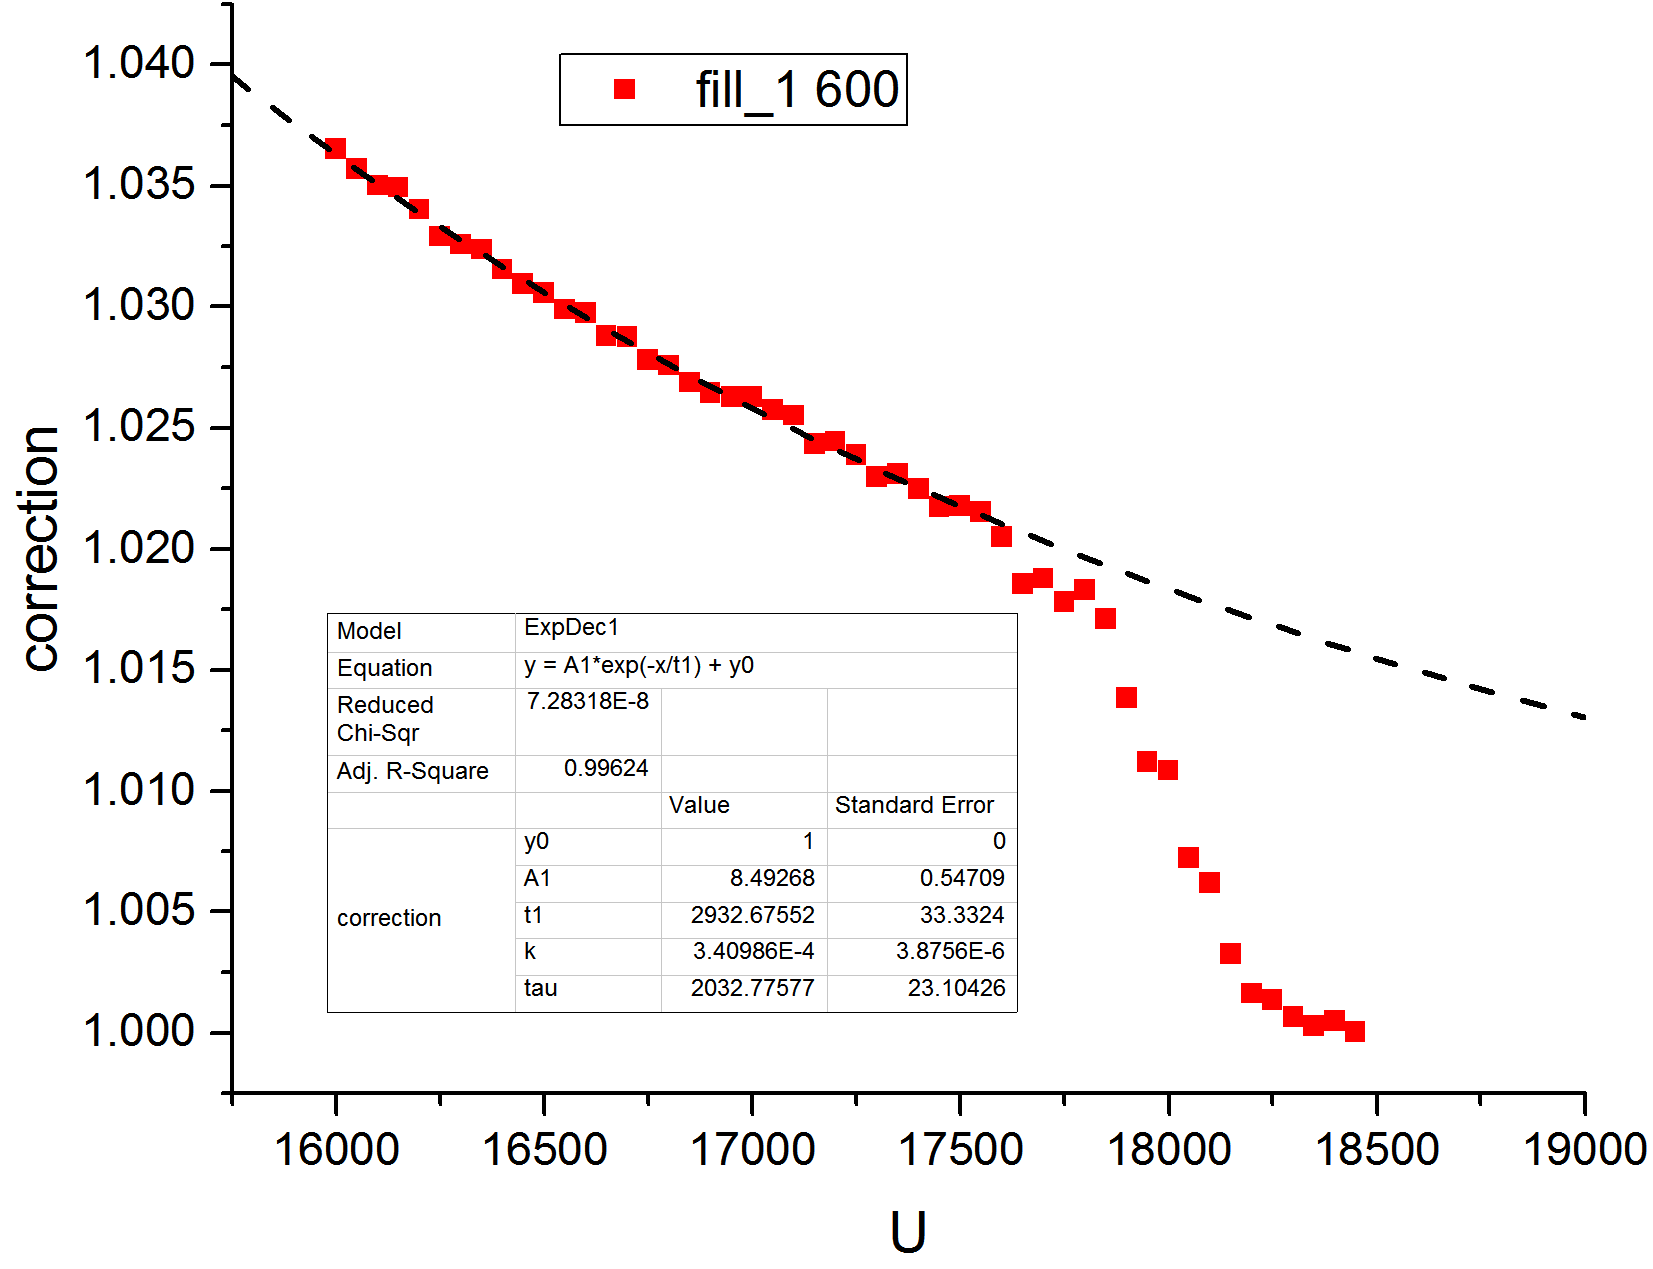 1.040
1.035
1.030
1.025
1.020
1.015
1.010
1.005
1.000
correction
fill_1 600
Model ExpDec1
Equation y = A1*exp(-x/t1) + y0
Reduced 7.28318E-8
Chi-Sqr
Adj. R-Square 0.99624
Value Standard Error
correction
y0 1 0
A1 8.49268 0.54709
t1 2932.67552 33.3324
k 3.40986E-4 3.8756E-6
tau 2032.77577 23.10426
16000 16500 17000 17500 18000 18500 19000
U